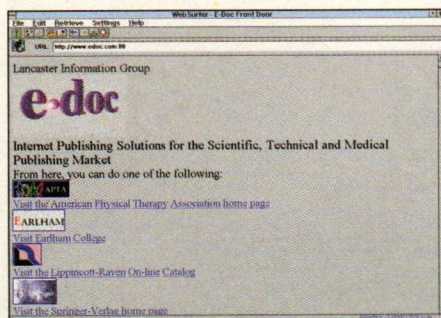 WebSurfer - E-Doc Front Door
File Edit Retrieve Settings Help
URL: http://www.edoc.com:80
Lancaster Information Group
e-doc
Internet Publishing Solutions for the Scientific, Technical and Medical
Publishing Market
From here, you can do one of the following:
APTA
Visit the American Physical Therapy Association home page
EARLHAM
Visit Earlham College
Visit the Lippincott-Raven On-line Catalog
Visit the Springer-Verlag home page